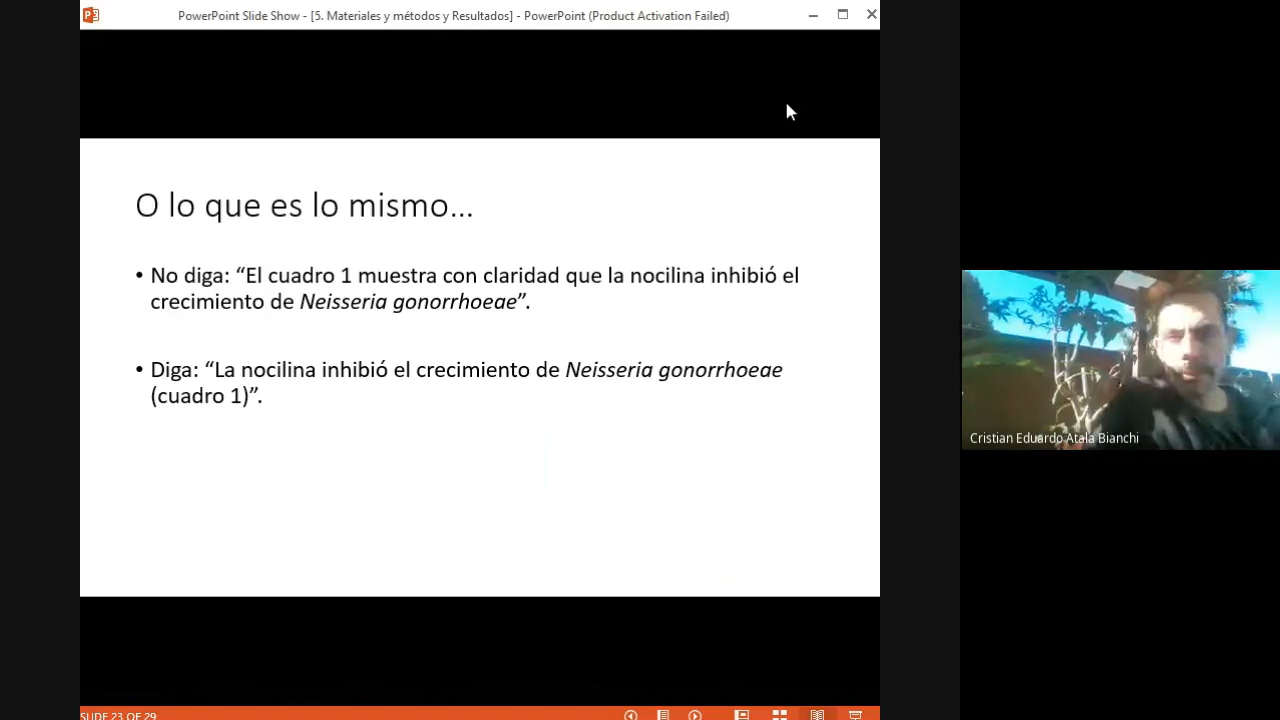 PowerPoint Slide Show - [5. Materiales y métodos y Resultados] - PowerPoint (Product Activation Failed)
O lo que es lo mismo...
• No diga: “El cuadro 1 muestra con claridad que la nocilina inhibió el
crecimiento de Neisseria gonorrhoeae”.
• Diga: “La nocilina inhibió el crecimiento de Neisseria gonorrhoeae
(cuadro 1)”.
Cristian Eduardo Atala Bianchi
SLIDE 23 OF 29